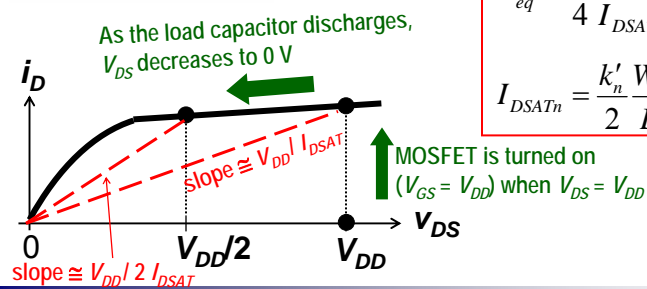 As the load capacitor discharges,
V_DS decreases to 0 V
eq 4 I_DSA
I_DSATn = k′_n W
2
i_D
slope ≅ V_DD / I_DSAT
MOSFET is turned on
(V_GS = V_DD) when V_DS = V_DD
0 V_DD/2 V_DD v_DS
slope ≅ V_DD / 2 I_DSAT